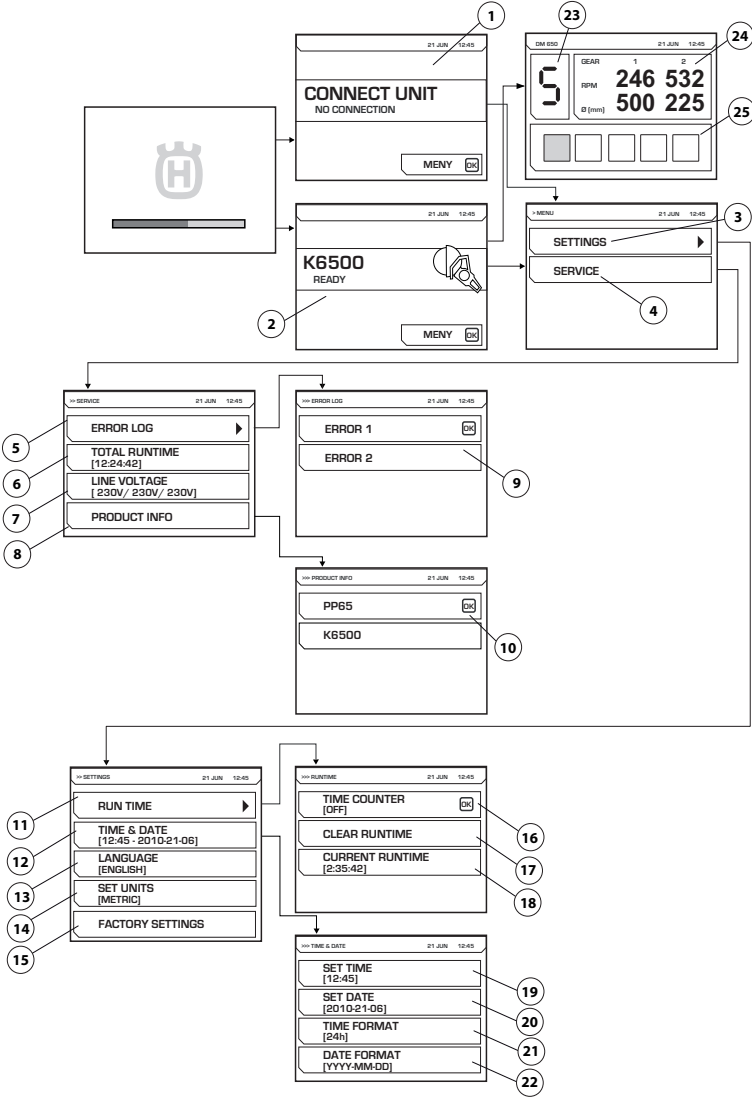 1
21 JUN 12:45
CONNECT UNIT
NO CONNECTION
MENY OK
23
24
DM 650 21 JUN 12:45
GEAR 1 2
5
RPM 246 532
Ø [mm] 500 225
25
H
21 JUN 12:45
K6500
READY
MENY OK
2
> MENU 21 JUN 12:45
SETTINGS
SERVICE
3
4
>> SERVICE 21 JUN 12:45
ERROR LOG
TOTAL RUNTIME
[12:24:42]
LINE VOLTAGE
[ 230V/ 230V/ 230V]
PRODUCT INFO
5
6
7
8
>>> ERROR LOG 21 JUN 12:45
ERROR 1 OK
ERROR 2
9
>>> PRODUCT INFO 21 JUN 12:45
PP65 OK
K6500
10
>> SETTINGS 21 JUN 12:45
RUN TIME
TIME & DATE
[12:45 - 2010-21-06]
LANGUAGE
[ENGLISH]
SET UNITS
[METRIC]
FACTORY SETTINGS
11
12
13
14
15
>>> RUNTIME 21 JUN 12:45
TIME COUNTER
[OFF] OK
CLEAR RUNTIME
CURRENT RUNTIME
[2:35:42]
16
17
18
>>> TIME & DATE 21 JUN 12:45
SET TIME
[12:45]
SET DATE
[2010-21-06]
TIME FORMAT
[24h]
DATE FORMAT
[YYYY-MM-DD]
19
20
21
22